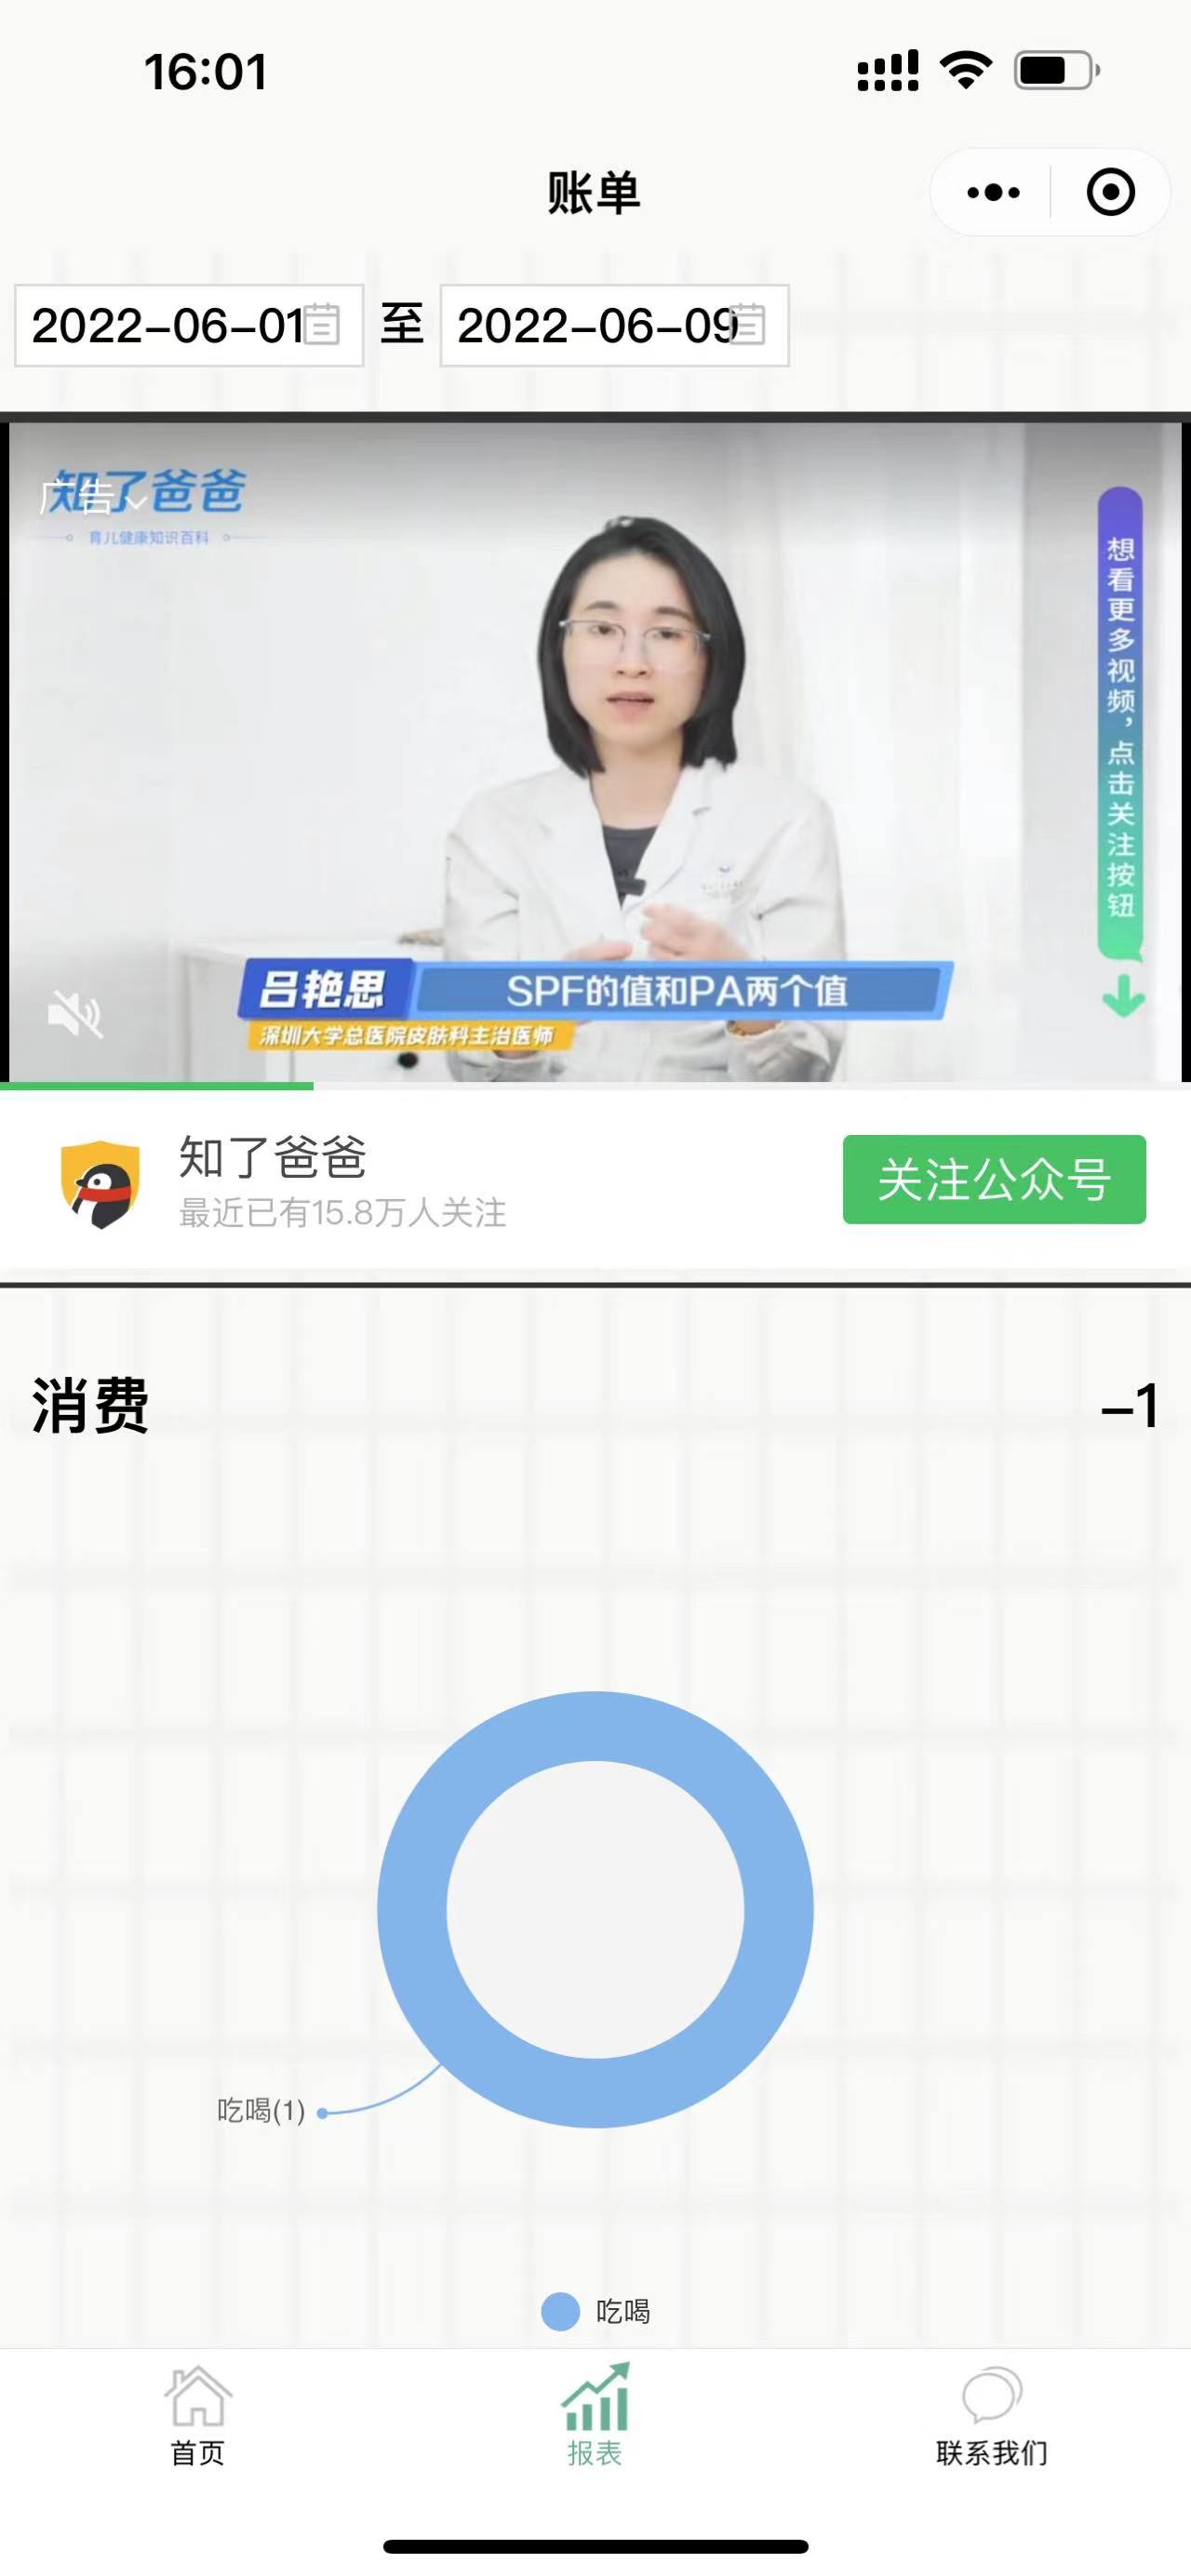 16:01
账单
2022-06-01 至 2022-06-09
知了爸爸
广告
育儿健康知识百科
想看更多视频，点击关注按钮
吕艳思
SPF的值和PA两个值
深圳大学总医院皮肤科主治医师
知了爸爸
最近已有15.8万人关注
关注公众号
消费
-1
吃喝(1)
吃喝
首页
报表
联系我们